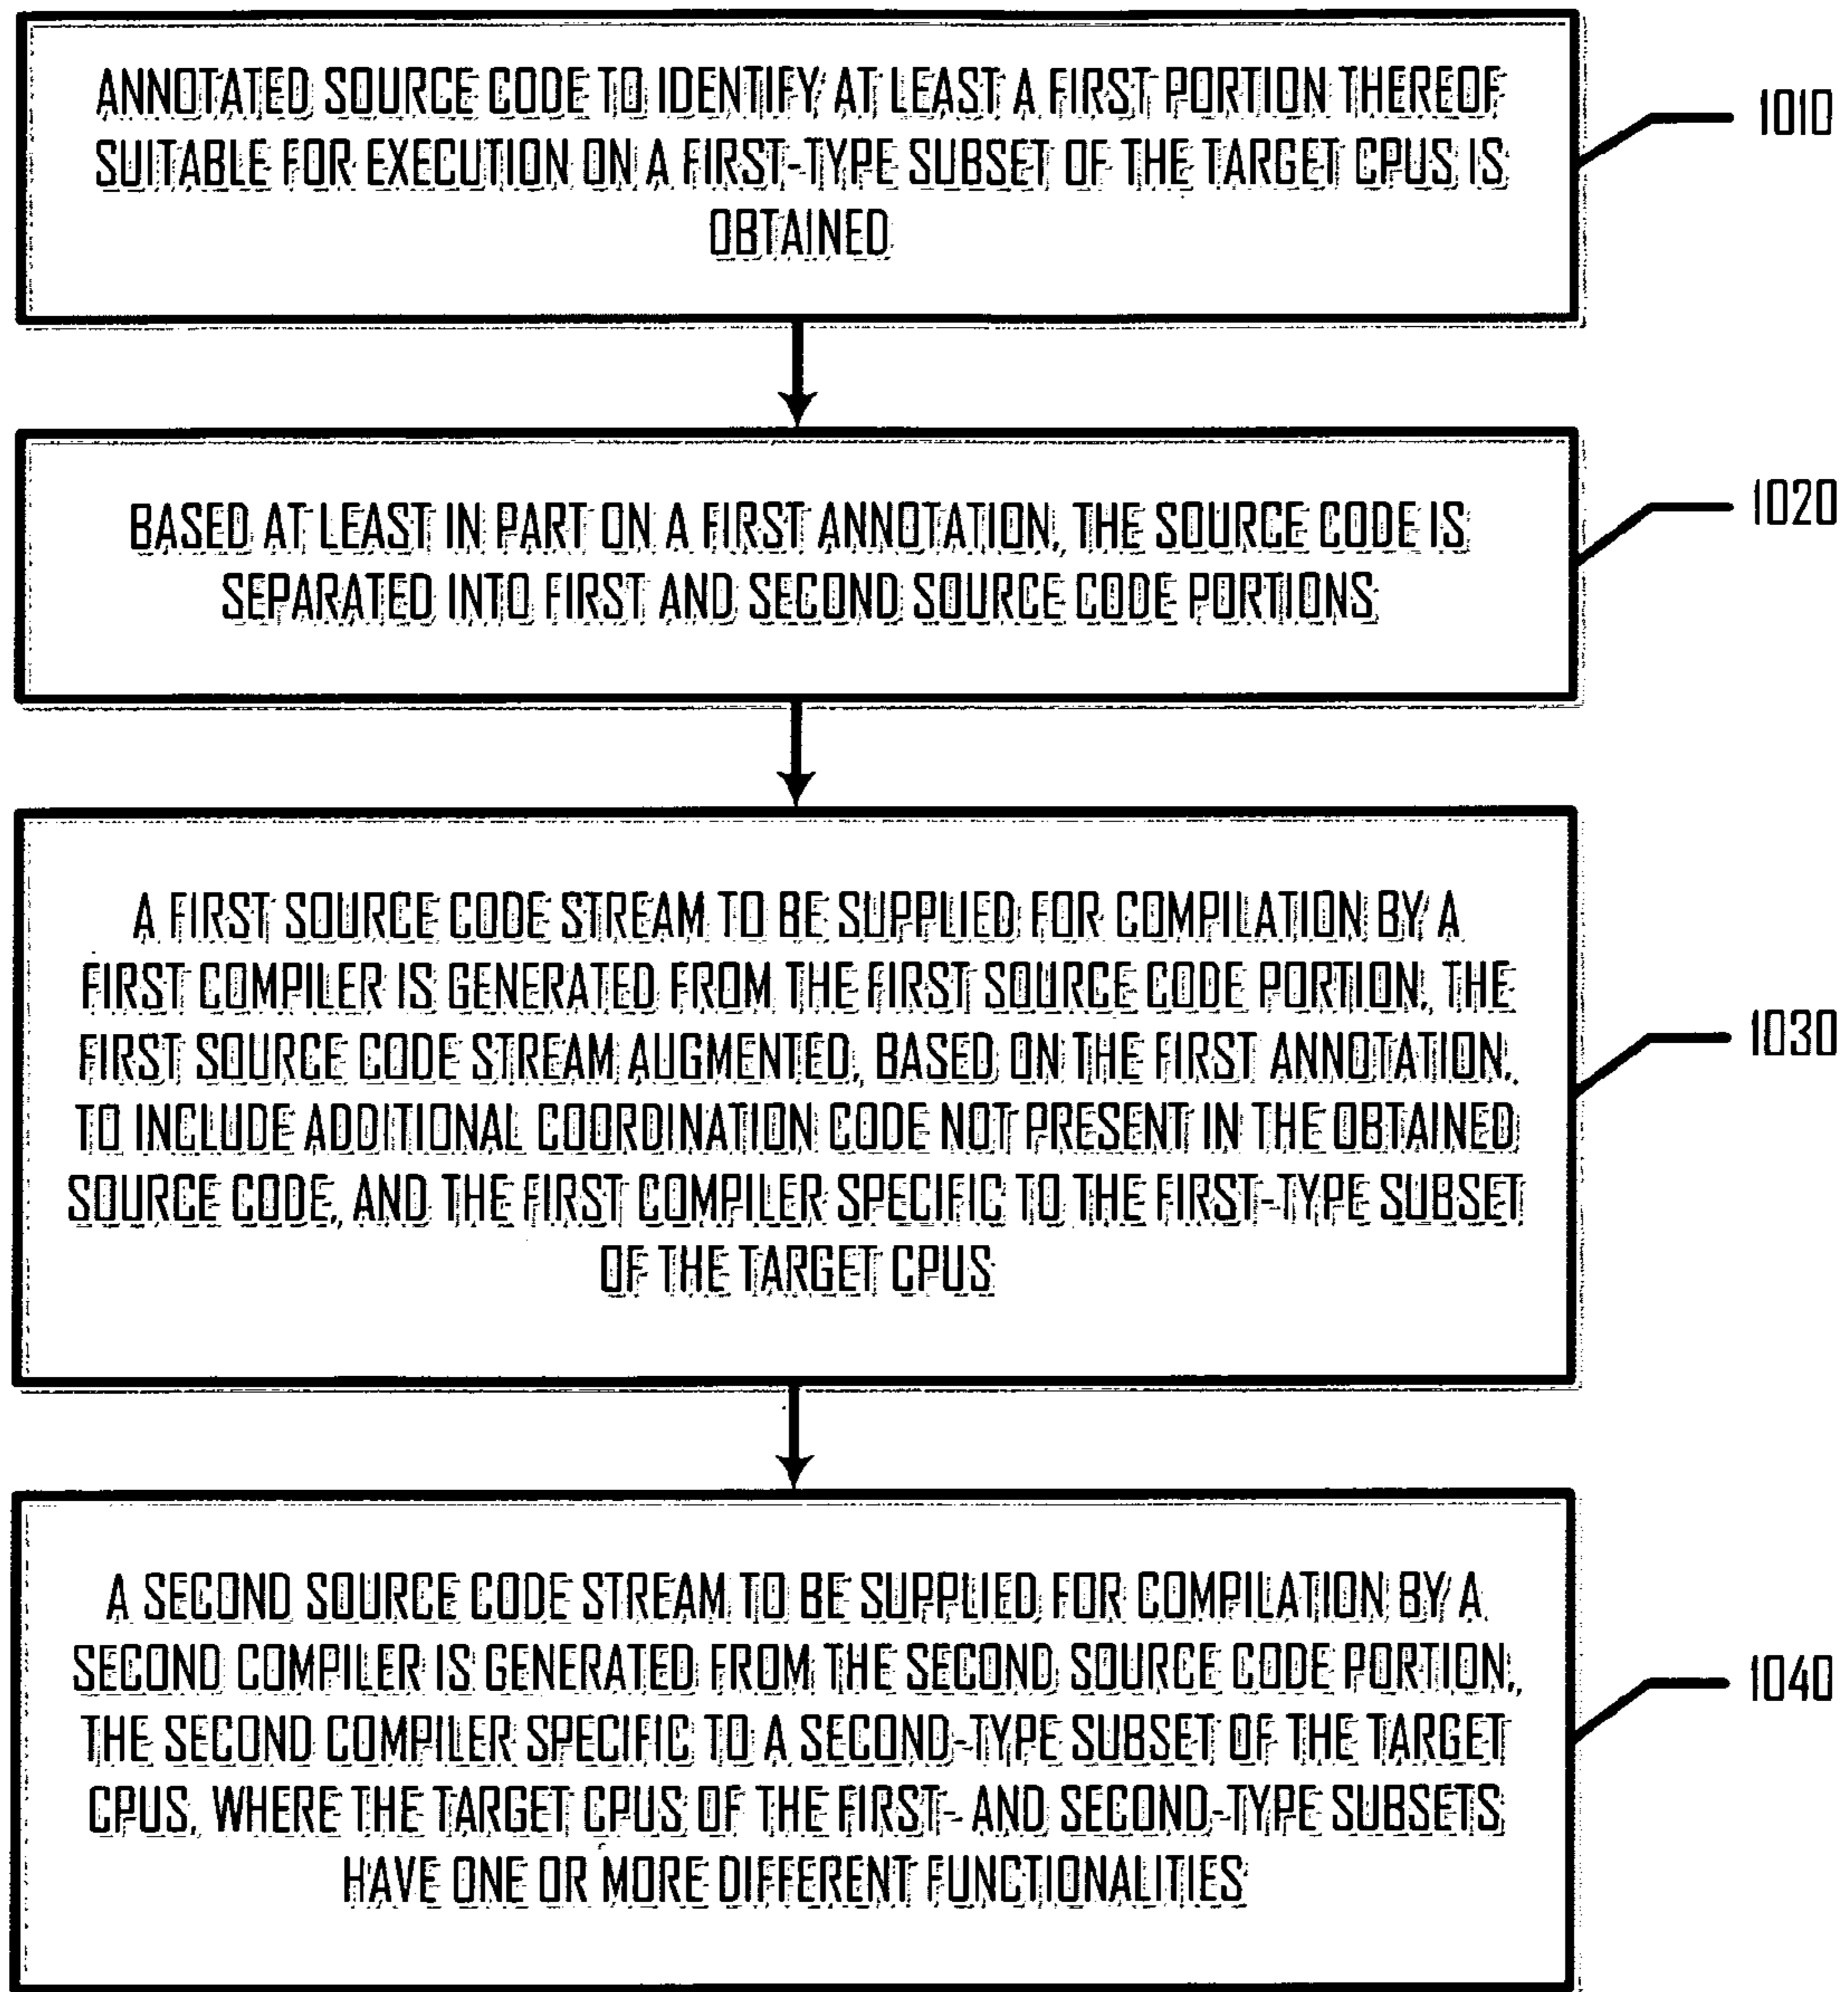 ANNOTATED SOURCE CODE TO IDENTIFY AT LEAST A FIRST PORTION THEREOF
SUITABLE FOR EXECUTION ON A FIRST-TYPE SUBSET OF THE TARGET CPUS IS
OBTAINED
1010
BASED AT LEAST IN PART ON A FIRST ANNOTATION, THE SOURCE CODE IS
SEPARATED INTO FIRST AND SECOND SOURCE CODE PORTIONS
1020
A FIRST SOURCE CODE STREAM TO BE SUPPLIED FOR COMPILATION BY A
FIRST COMPILER IS GENERATED FROM THE FIRST SOURCE CODE PORTION, THE
FIRST SOURCE CODE STREAM AUGMENTED, BASED ON THE FIRST ANNOTATION,
TO INCLUDE ADDITIONAL COORDINATION CODE NOT PRESENT IN THE OBTAINED
SOURCE CODE, AND THE FIRST COMPILER SPECIFIC TO THE FIRST-TYPE SUBSET
OF THE TARGET CPUS
1030
A SECOND SOURCE CODE STREAM TO BE SUPPLIED FOR COMPILATION BY A
SECOND COMPILER IS GENERATED FROM THE SECOND SOURCE CODE PORTION,
THE SECOND COMPILER SPECIFIC TO A SECOND-TYPE SUBSET OF THE TARGET
CPUS, WHERE THE TARGET CPUS OF THE FIRST- AND SECOND-TYPE SUBSETS
HAVE ONE OR MORE DIFFERENT FUNCTIONALITIES
1040